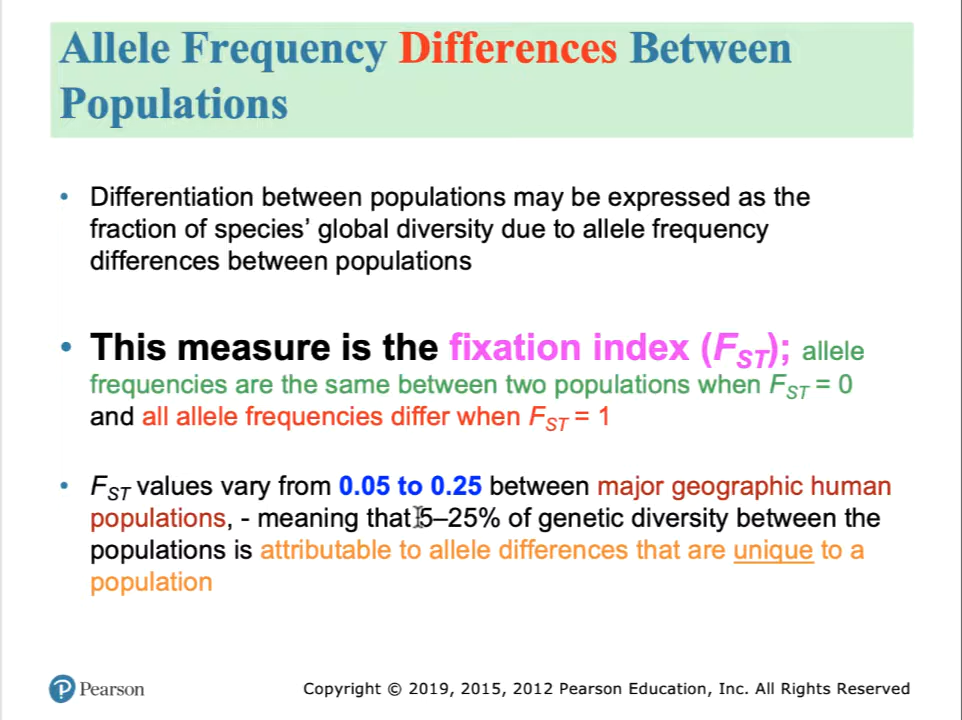 Allele Frequency Differences Between
Populations
• Differentiation between populations may be expressed as the
fraction of species’ global diversity due to allele frequency
differences between populations
• This measure is the fixation index (FST); allele
frequencies are the same between two populations when FST = 0
and all allele frequencies differ when FST = 1
• FST values vary from 0.05 to 0.25 between major geographic human
populations, - meaning that 5–25% of genetic diversity between the
populations is attributable to allele differences that are unique to a
population
Pearson
Copyright © 2019, 2015, 2012 Pearson Education, Inc. All Rights Reserved